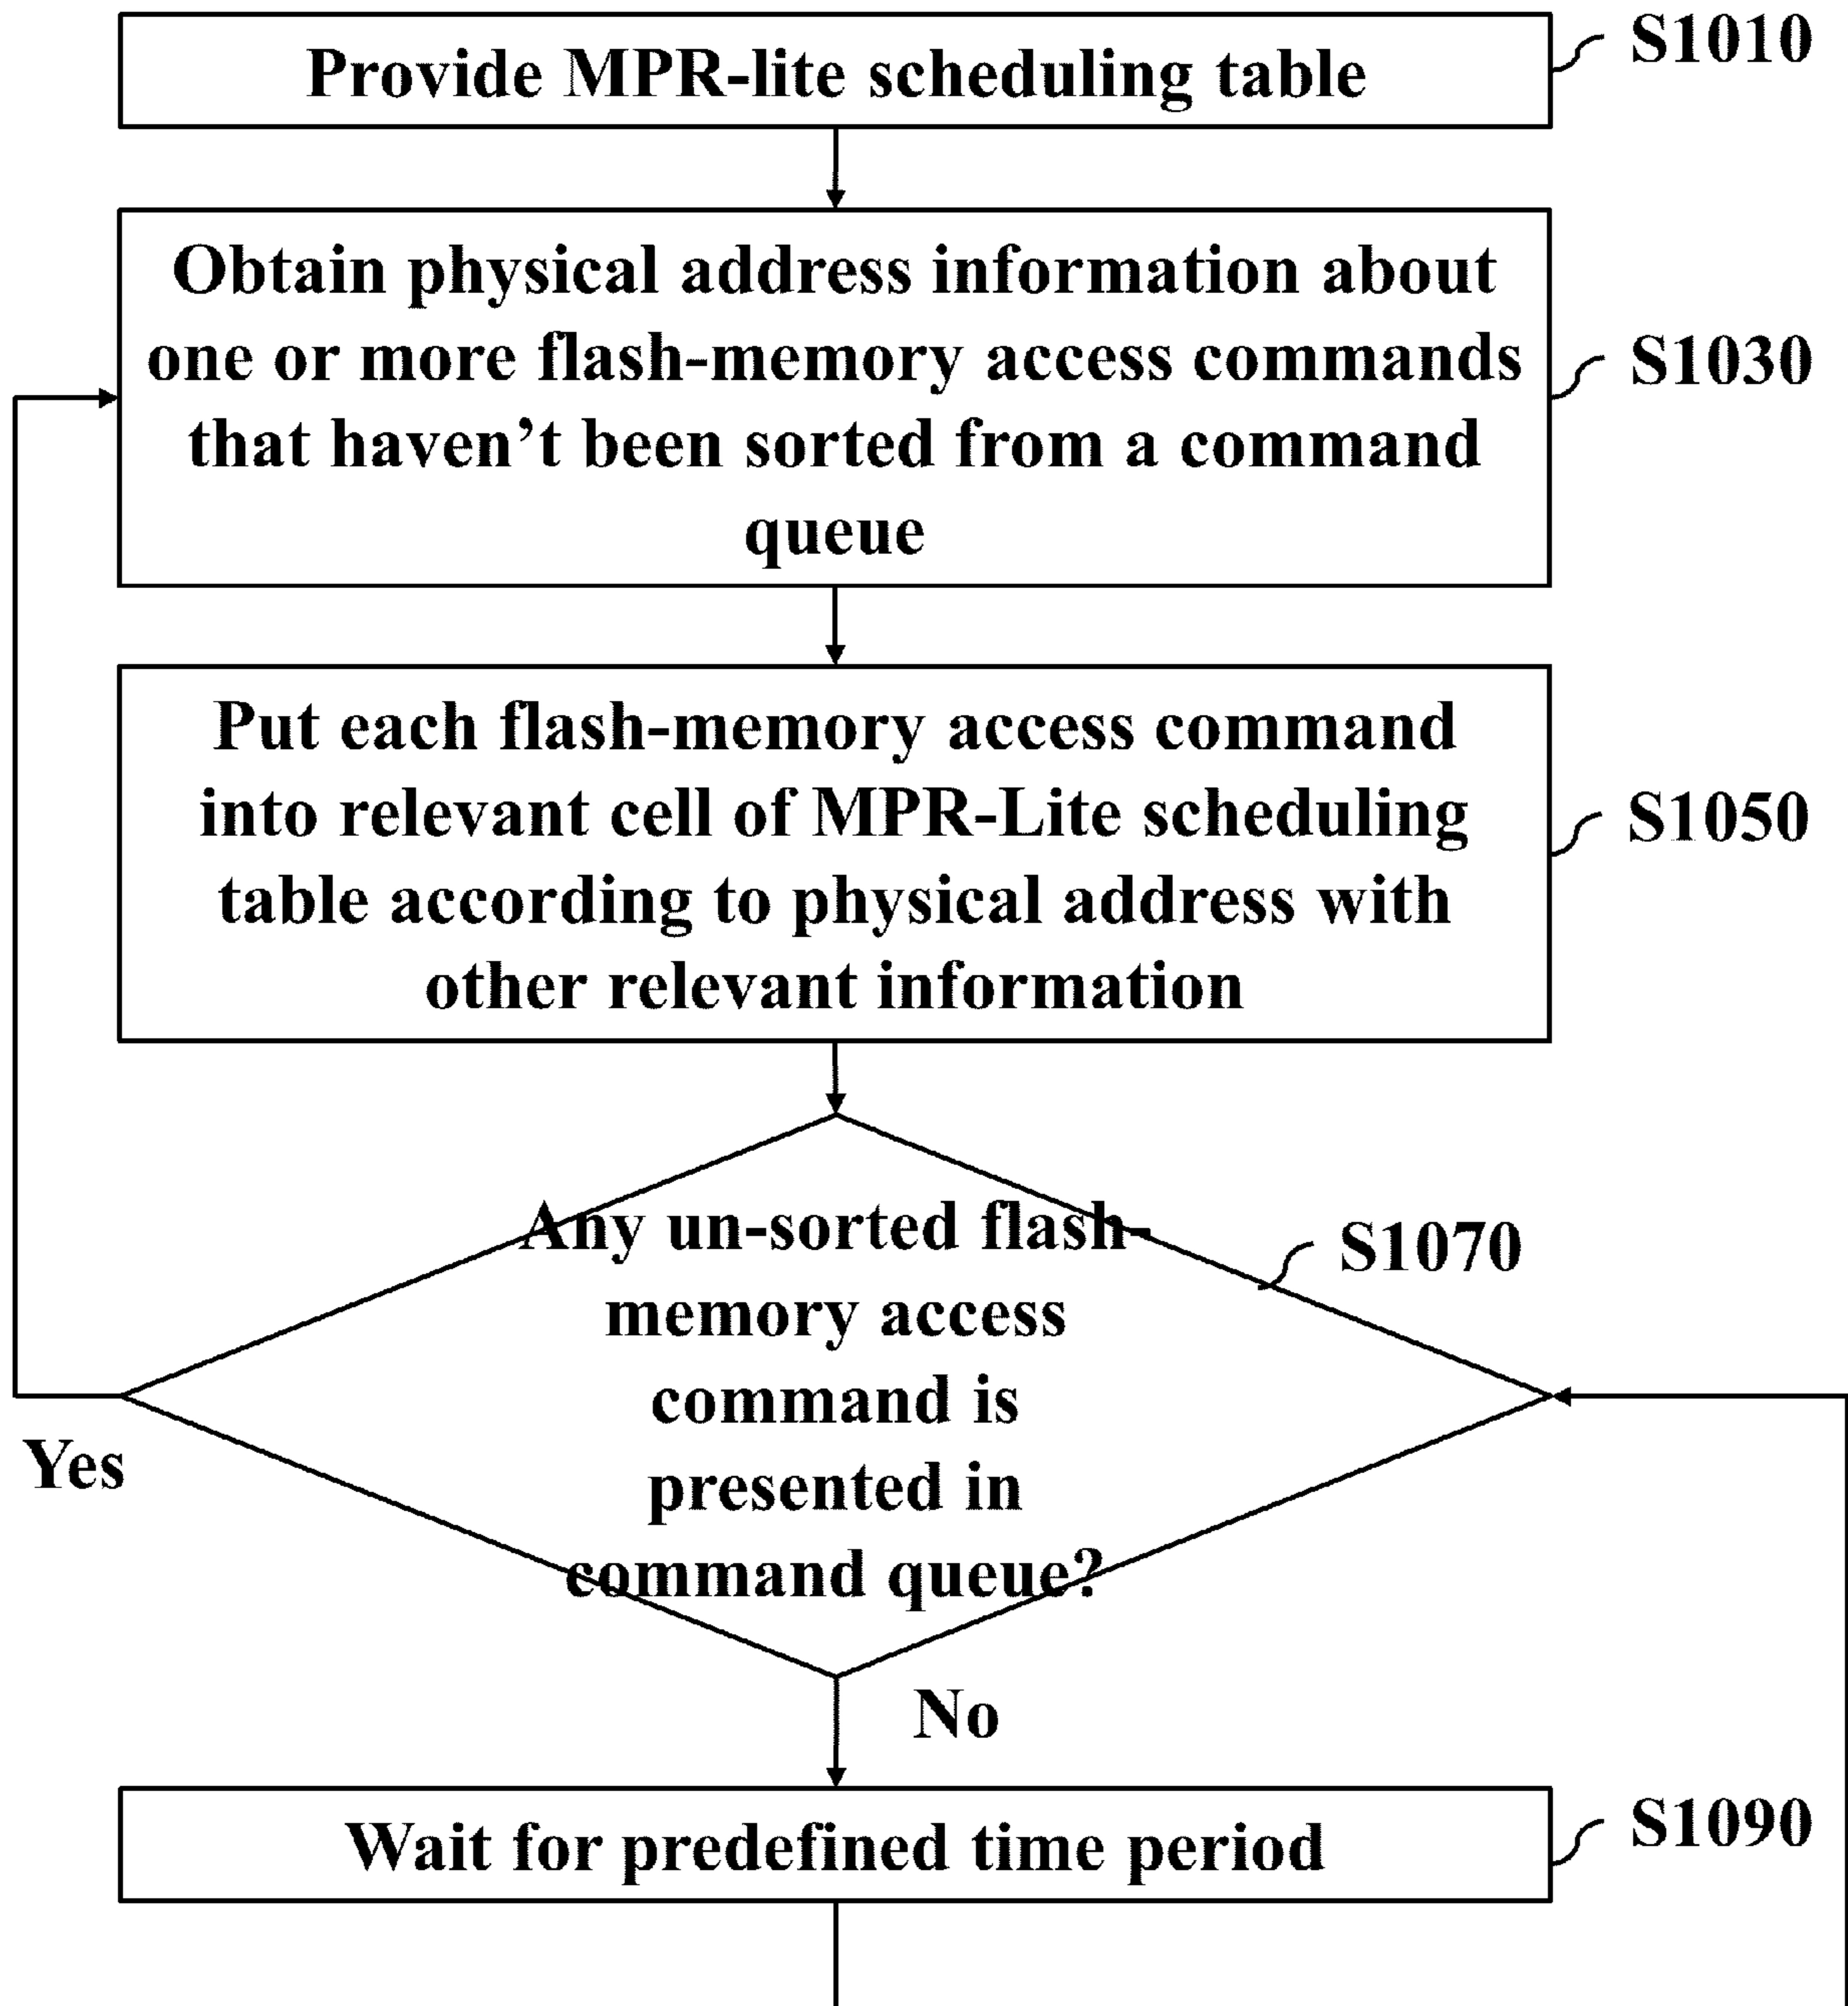 Provide MPR-lite scheduling table
S1010
Obtain physical address information about
one or more flash-memory access commands
that haven’t been sorted from a command
queue
S1030
Put each flash-memory access command
into relevant cell of MPR-Lite scheduling
table according to physical address with
other relevant information
S1050
Any un-sorted flash-
memory access
command is
presented in
command queue?
S1070
Yes
No
Wait for predefined time period
S1090